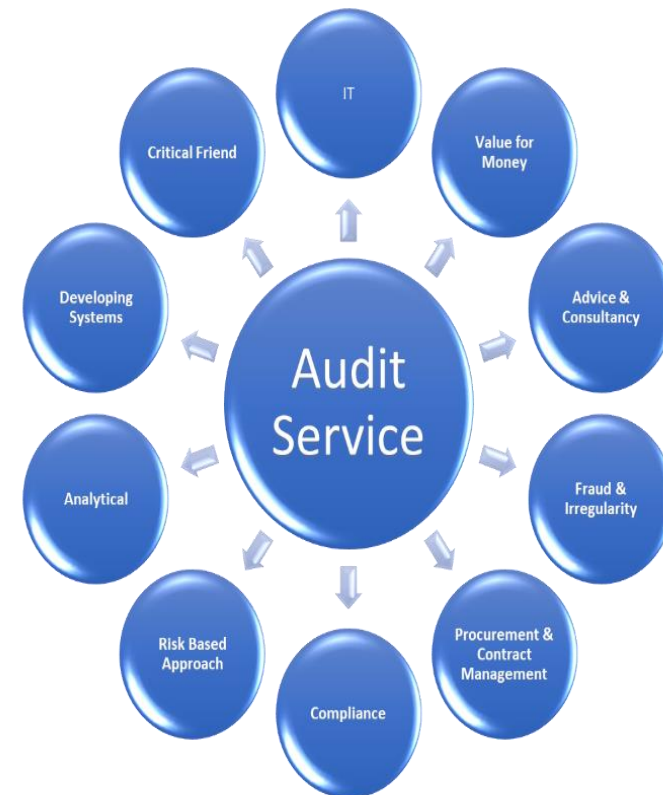 IT
Value for
Money
Advice &
Consultancy
Fraud &
Irregularity
Procurement &
Contract
Management
Compliance
Risk Based
Approach
Analytical
Developing
Systems
Critical Friend
Audit
Service